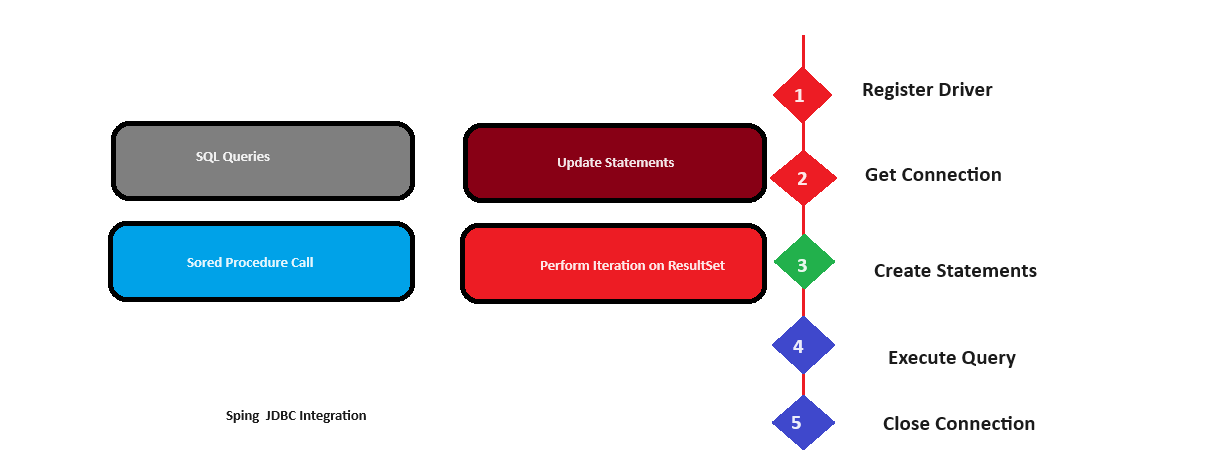 SQL Queries
Update Statements
Sored Procedure Call
Perform Iteration on ResultSet
Sping JDBC Integration
1
Register Driver
2
Get Connection
3
Create Statements
4
Execute Query
5
Close Connection